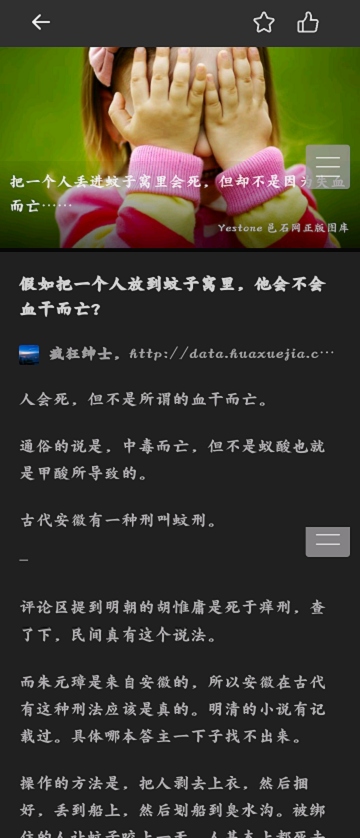 把一个人丢进蚊子窝里会死，但却不是因为失血
而亡……
Yestone 邑石网正版图库
假如把一个人放到蚊子窝里，他会不会
血干而亡？
疯狂绅士，http://data.huaxuejia.c…
人会死，但不是所谓的血干而亡。
通俗的说是，中毒而亡，但不是蚁酸也就
是甲酸所导致的。
古代安徽有一种刑叫蚊刑。
—
评论区提到明朝的胡惟庸是死于痒刑，查
了下，民间真有这个说法。
而朱元璋是来自安徽的，所以安徽在古代
有这种刑法应该是真的。明清的小说有记
载过。具体哪本答主一下子找不出来。
操作的方法是，把人剥去上衣，然后捆
好，丢到船上，然后划船到臭水沟。被绑
住的人让蚊子咬上一天，人基本上都死去